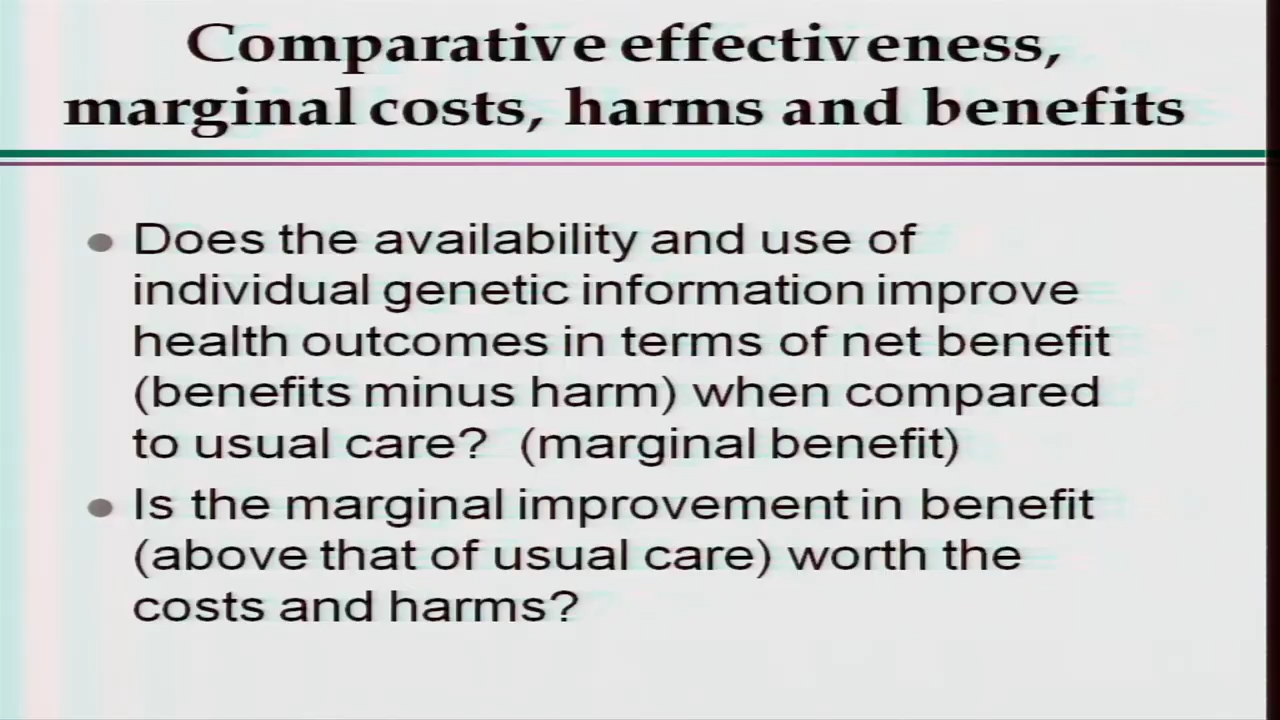 Comparative effectiveness,
marginal costs, harms and benefits
Does the availability and use of
individual genetic information improve
health outcomes in terms of net benefit
(benefits minus harm) when compared
to usual care? (marginal benefit)
Is the marginal improvement in benefit
(above that of usual care) worth the
costs and harms?